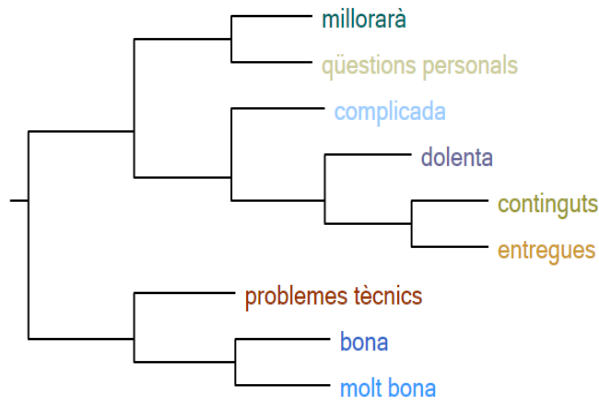 millorarà
qüestions personals
complicada
dolenta
continguts
entregues
problemes tècnics
bona
molt bona